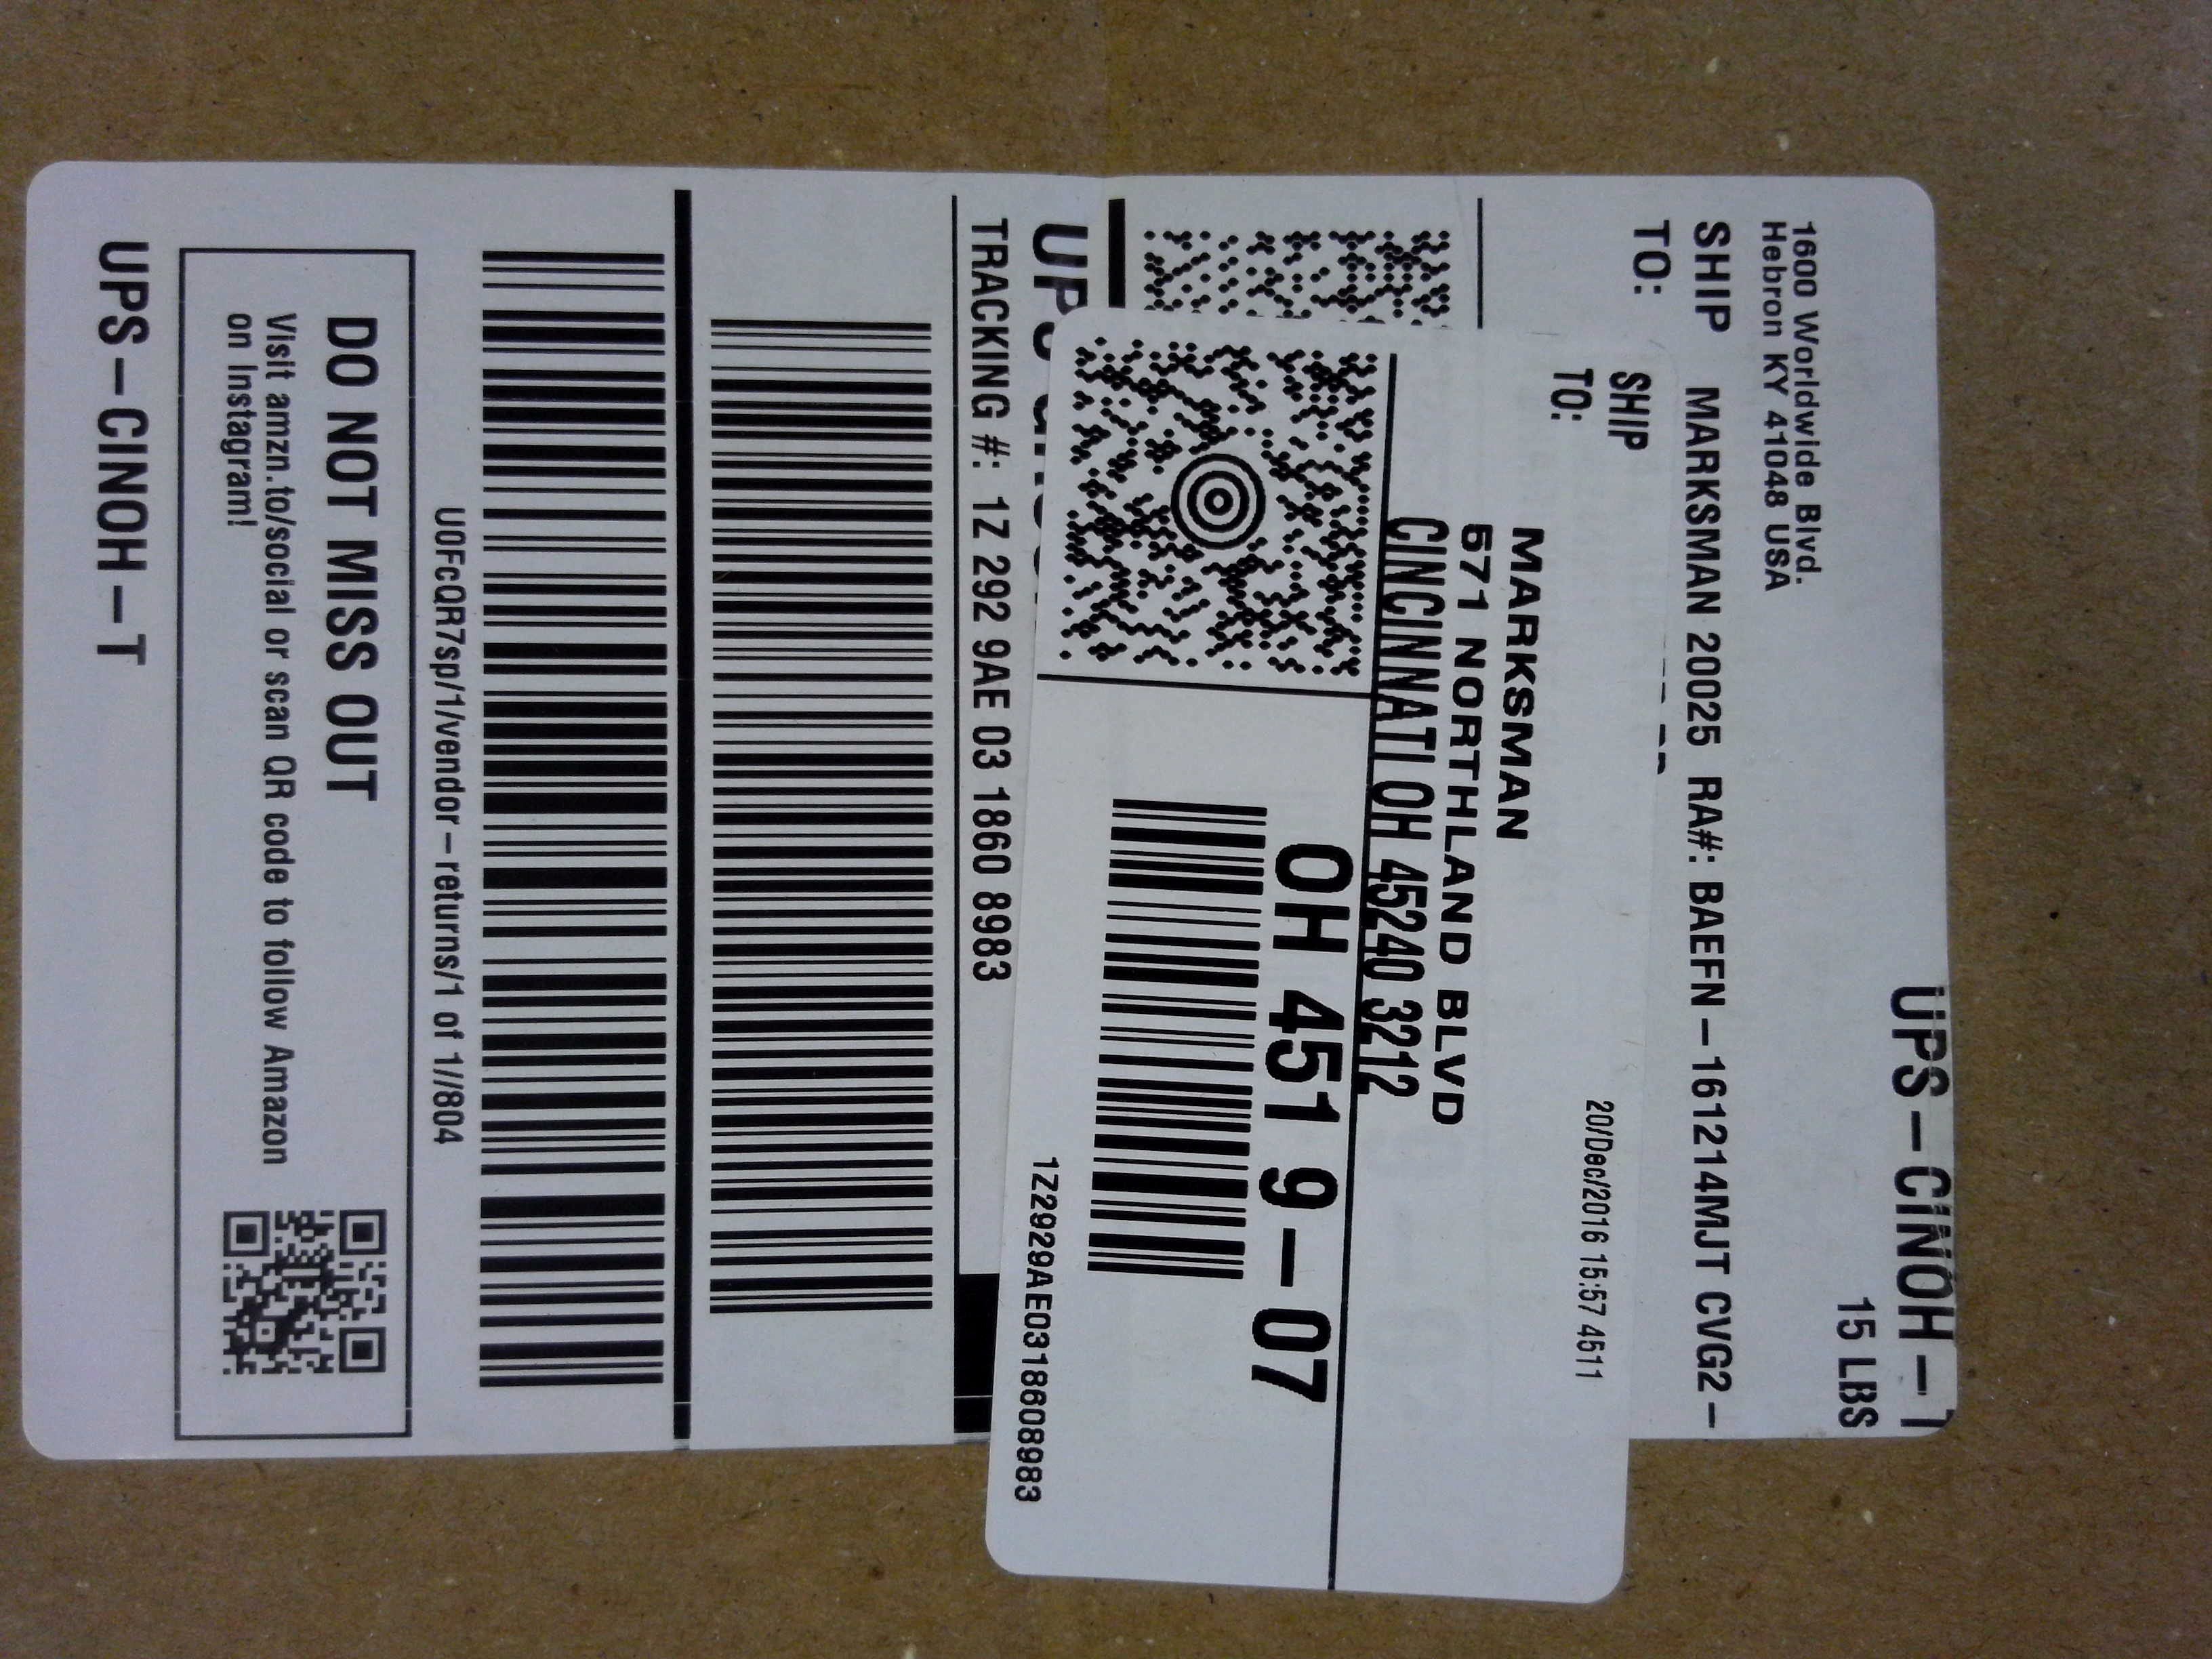 UPS-CINOH-T
15 LBS
1600 Worldwide Blvd.
Hebron KY 41048 USA
SHIP
TO:
MARKSMAN 20025 RA#: BAEFN-161214MJT CVG2-
20/Dec/2016 15:57 4511
SHIP
TO:
MARKSMAN
571 NORTHLAND BLVD
CINCINNATI OH 45240 3212
OH 451 9-07
1Z2929AE0318608983
TRACKING #: 1Z 292 9AE 03 1860 8983
U0FcQR7sp/1/vendor-returns/1 of 1//804
DO NOT MISS OUT
Visit amzn.to/social or scan QR code to follow Amazon
on Instagram!
UPS-CINOH-T